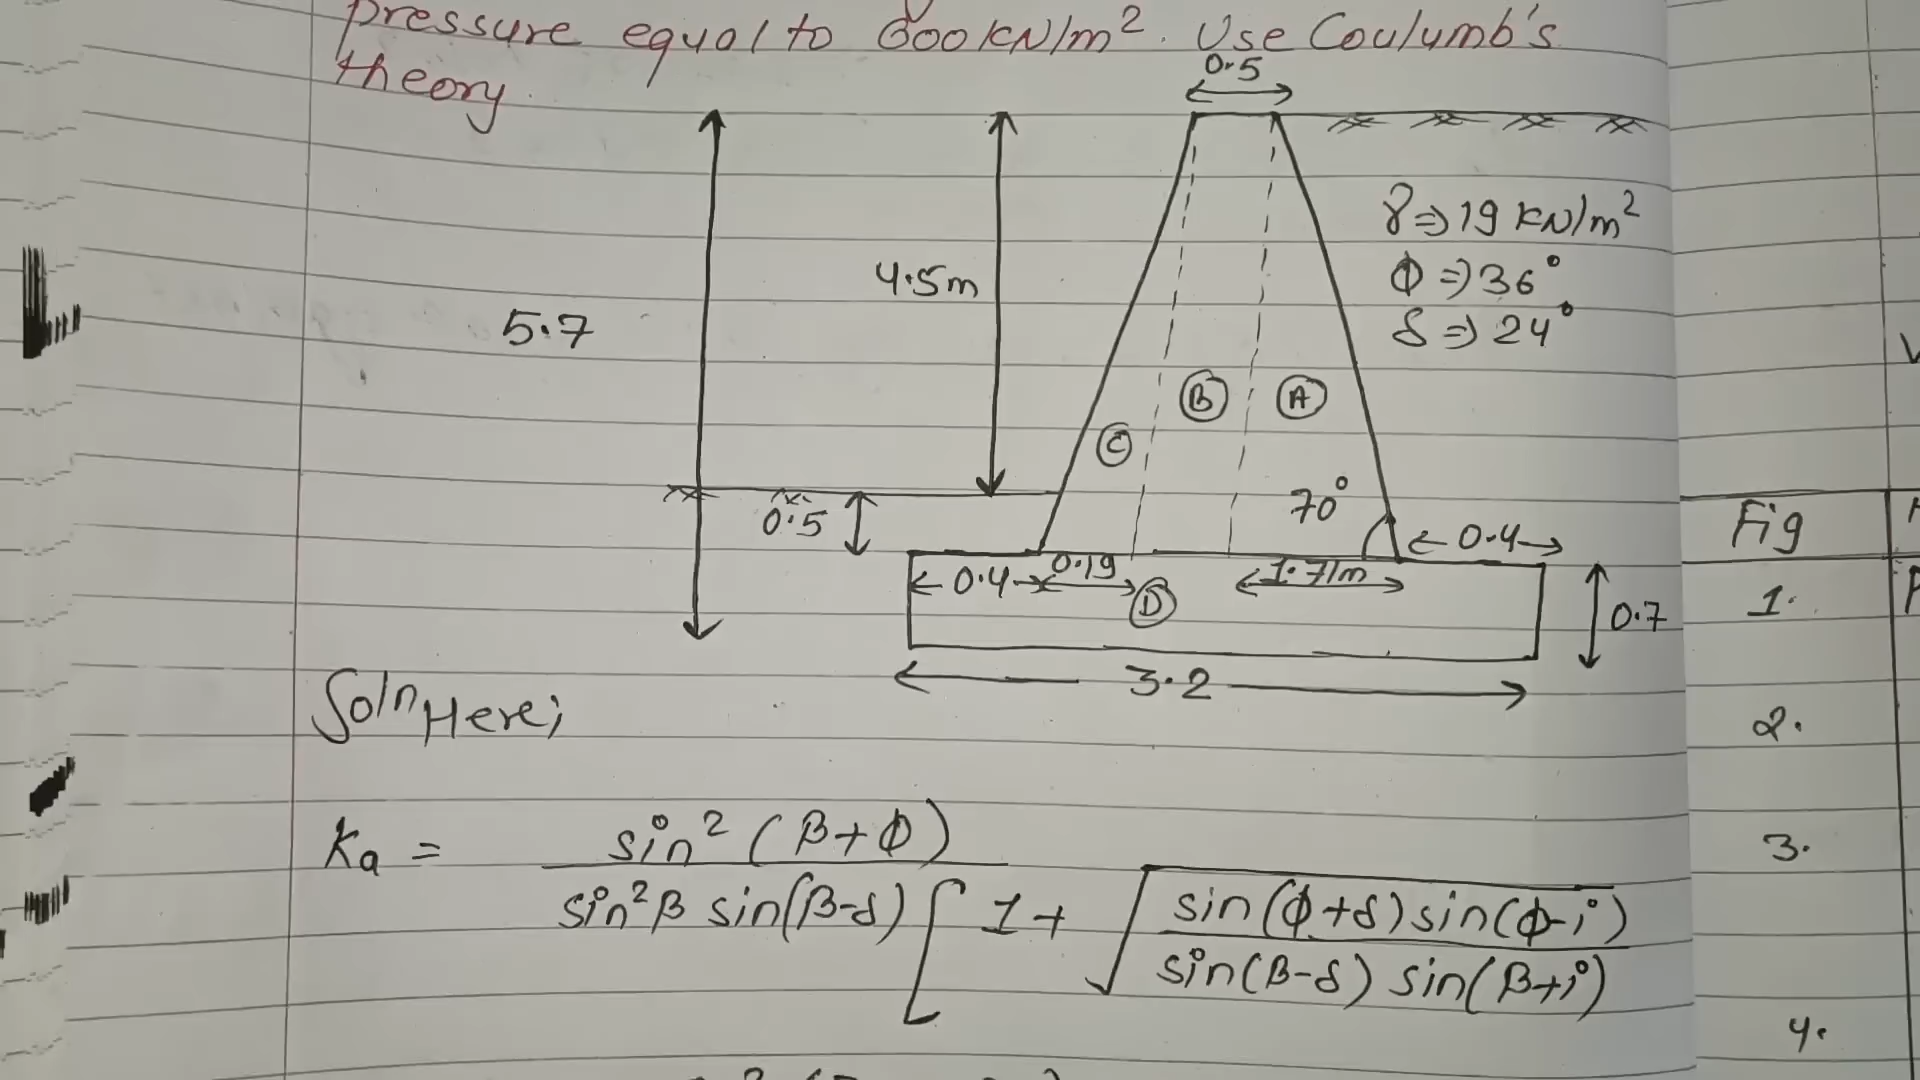 pressure equal to 600 kN/m². Use Coulumb's
theory.
0.5
4.5m
5.7
γ => 19 kN/m²
Φ => 36°
δ => 24°
B
A
C
70°
0.5
0.4
0.4
0.19
1.71m
D
0.7
3.2
Soln Here;
Ka = sin² (β+Φ) / sin²β sin(β-δ) [ 1 + √ sin(Φ+δ) sin(Φ-i) / sin(β-δ) sin(β+i)
Fig
1.
2.
3.
4.